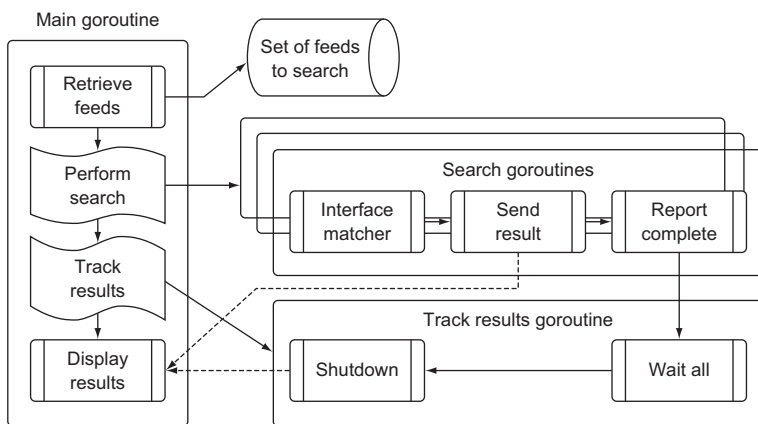 Main goroutine
Retrieve
feeds
Set of feeds
to search
Perform
search
Search goroutines
Interface
matcher
Send
result
Report
complete
Track
results
Track results goroutine
Display
results
Shutdown
Wait all